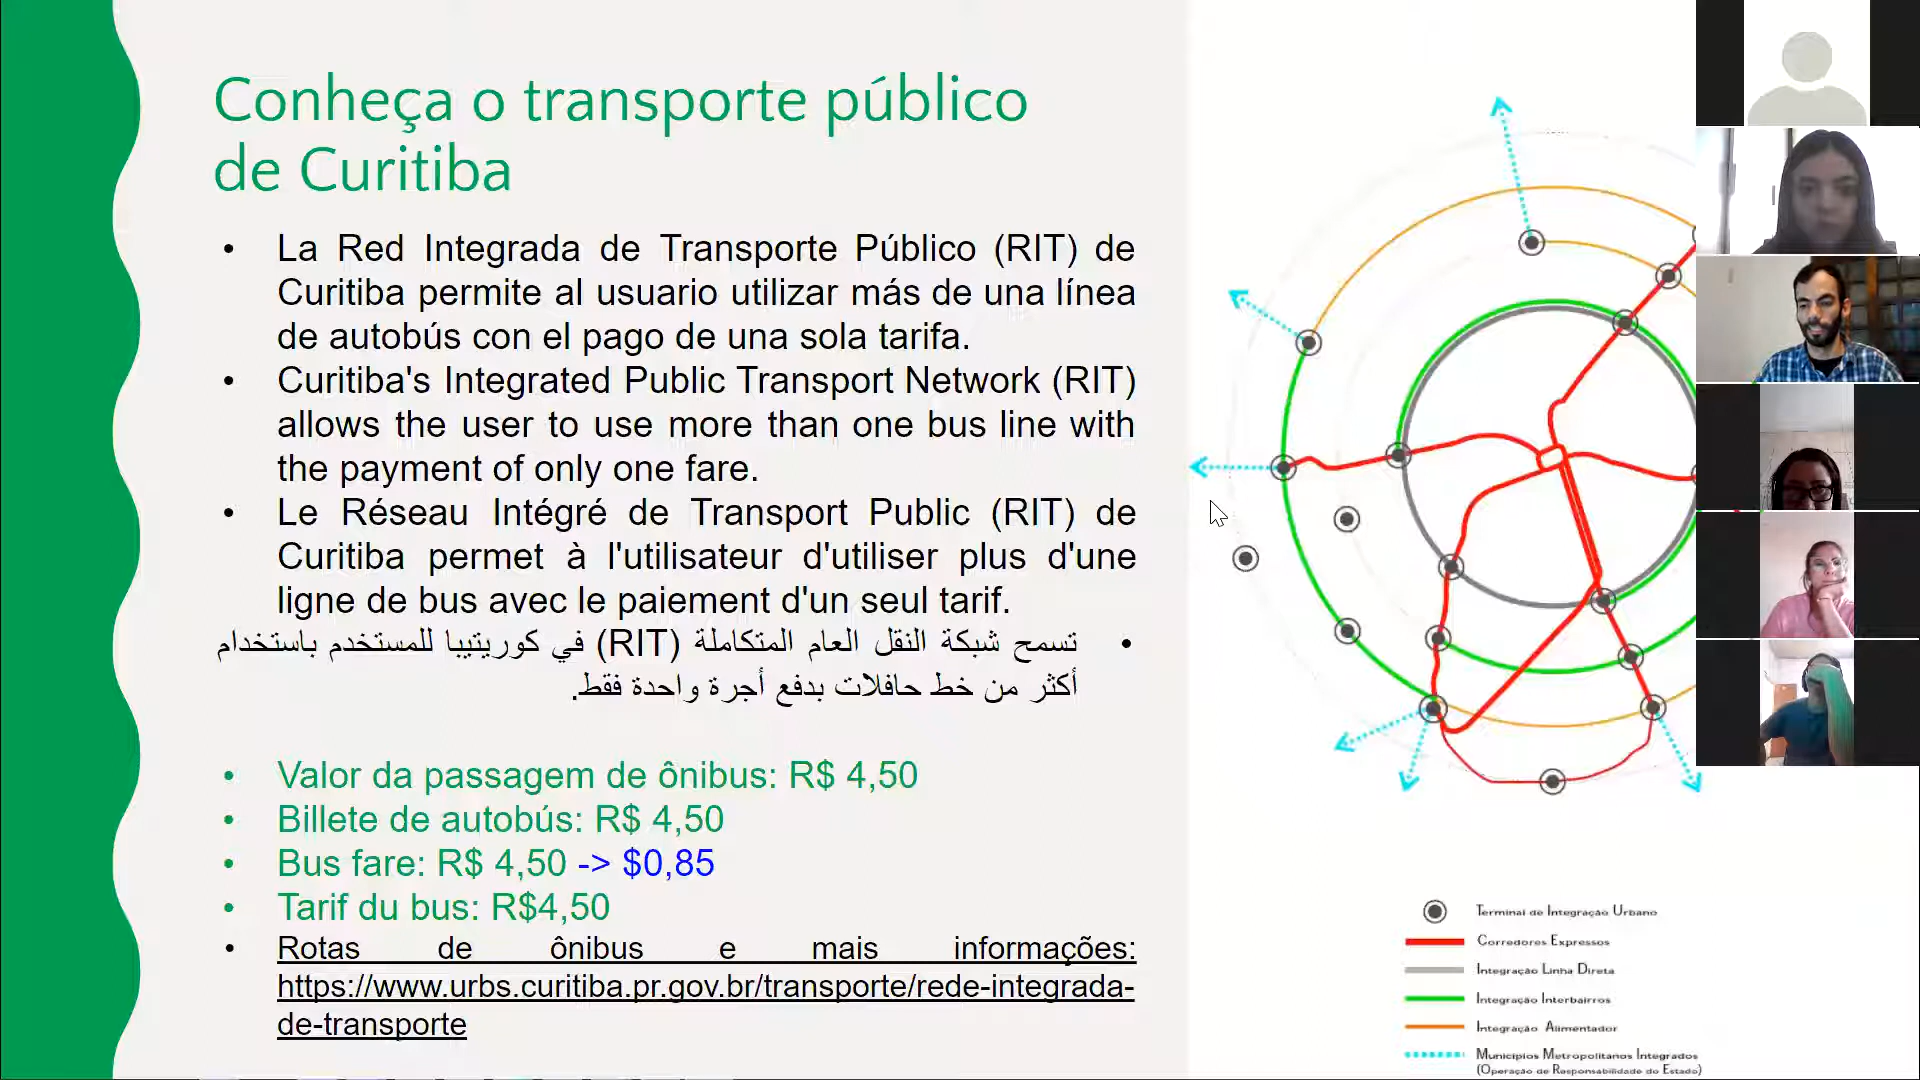 Conheça o transporte público
de Curitiba
• La Red Integrada de Transporte Público (RIT) de
Curitiba permite al usuario utilizar más de una línea
de autobús con el pago de una sola tarifa.
• Curitiba's Integrated Public Transport Network (RIT)
allows the user to use more than one bus line with
the payment of only one fare.
• Le Réseau Intégré de Transport Public (RIT) de
Curitiba permet à l'utilisateur d'utiliser plus d'une
ligne de bus avec le paiement d'un seul tarif.
• تسمح شبكة النقل العام المتكاملة (RIT) في كوريتيبا للمستخدم باستخدام
أكثر من خط حافلات بدفع أجرة واحدة فقط.
• Valor da passagem de ônibus: R$ 4,50
• Billete de autobús: R$ 4,50
• Bus fare: R$ 4,50 -> $0,85
• Tarif du bus: R$4,50
• Rotas de ônibus e mais informações:
https://www.urbs.curitiba.pr.gov.br/transporte/rede-integrada-
de-transporte
Terminal de Integração Urbano
Corredores Expressos
Integração Linha Direta
Integração Interbairros
Integração Alimentador
Municípios Metropolitanos Integrados
(Operação de Responsabilidade do Estado)